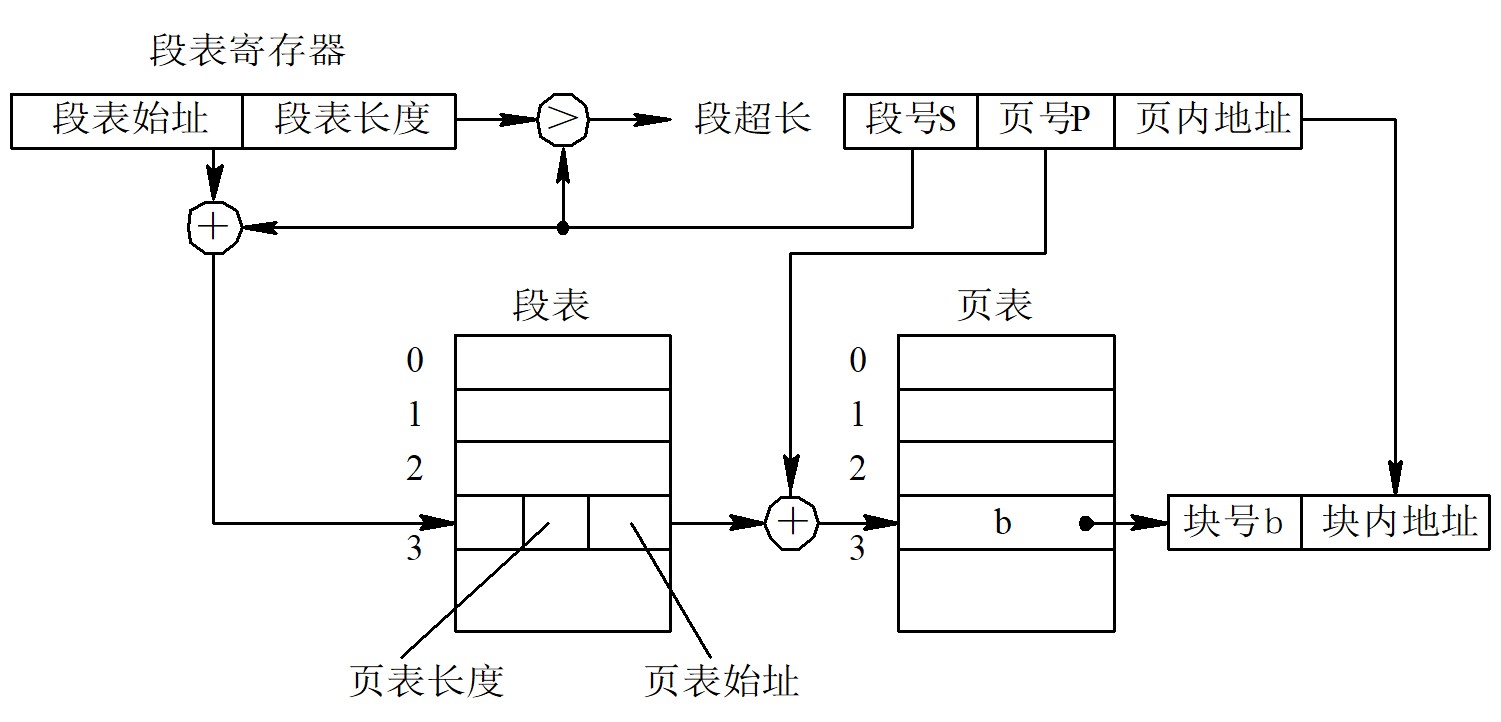 段表寄存器
段表始址 段表长度 > 段超长 段号S 页号P 页内地址
+
段表 页表
0 0
1 1
2 2
+ b 块号b 块内地址
3 3
页表长度 页表始址